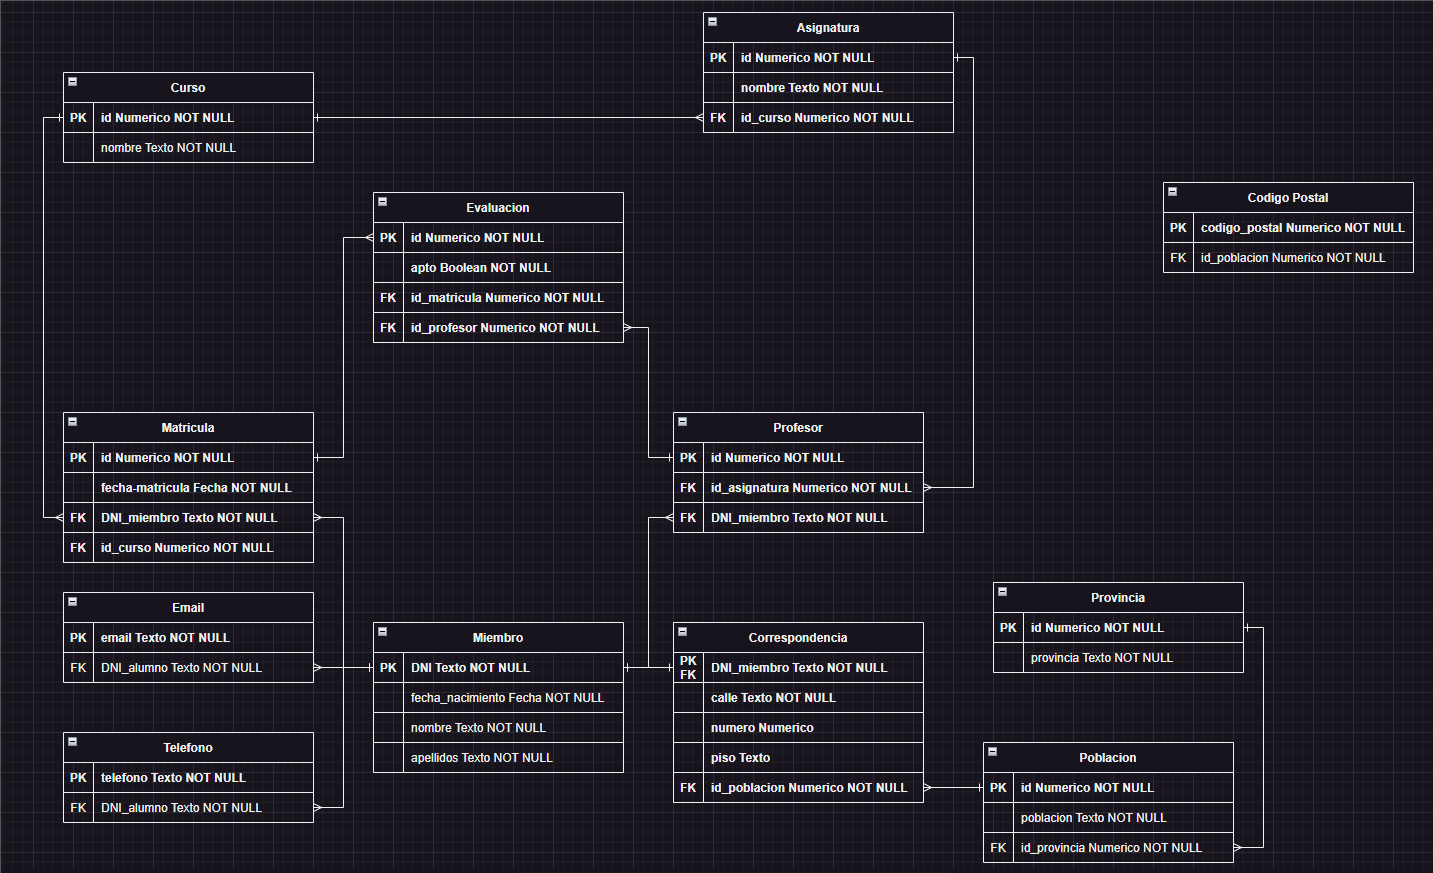 Asignatura
PK id Numerico NOT NULL
nombre Texto NOT NULL
FK id_curso Numerico NOT NULL
Curso
PK id Numerico NOT NULL
nombre Texto NOT NULL
Evaluacion
PK id Numerico NOT NULL
apto Boolean NOT NULL
FK id_matricula Numerico NOT NULL
FK id_profesor Numerico NOT NULL
Codigo Postal
PK codigo_postal Numerico NOT NULL
FK id_poblacion Numerico NOT NULL
Matricula
PK id Numerico NOT NULL
fecha-matricula Fecha NOT NULL
FK DNI_miembro Texto NOT NULL
FK id_curso Numerico NOT NULL
Profesor
PK id Numerico NOT NULL
FK id_asignatura Numerico NOT NULL
FK DNI_miembro Texto NOT NULL
Email
PK email Texto NOT NULL
FK DNI_alumno Texto NOT NULL
Miembro
PK DNI Texto NOT NULL
fecha_nacimiento Fecha NOT NULL
nombre Texto NOT NULL
apellidos Texto NOT NULL
Correspondencia
PK FK DNI_miembro Texto NOT NULL
calle Texto NOT NULL
numero Numerico
piso Texto
FK id_poblacion Numerico NOT NULL
Provincia
PK id Numerico NOT NULL
provincia Texto NOT NULL
Telefono
PK telefono Texto NOT NULL
FK DNI_alumno Texto NOT NULL
Poblacion
PK id Numerico NOT NULL
poblacion Texto NOT NULL
FK id_provincia Numerico NOT NULL